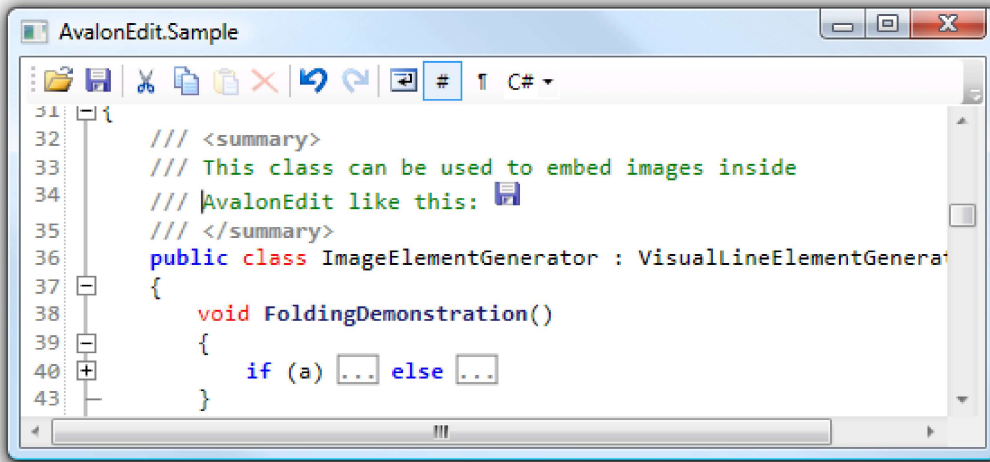 AvalonEdit.Sample
# ¶ C#
31 {
32 /// <summary>
33 /// This class can be used to embed images inside
34 /// AvalonEdit like this:
35 /// </summary>
36 public class ImageElementGenerator : VisualLineElementGenerat
37 {
38 void FoldingDemonstration()
39 {
40 if (a) ... else ...
43 }